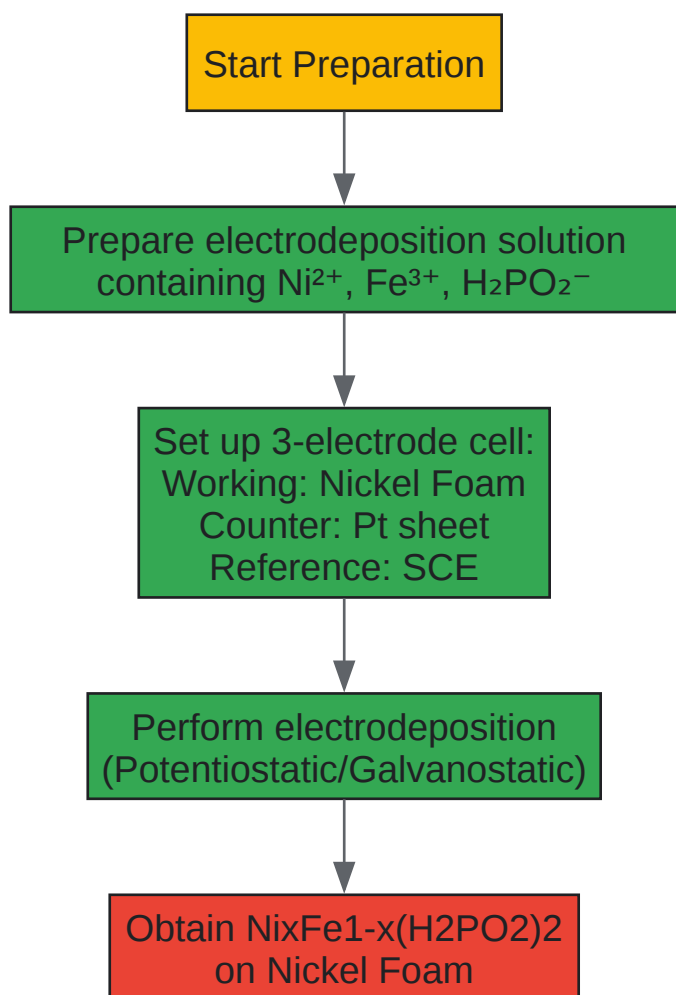 Start Preparation
Prepare electrodeposition solution
containing Ni²⁺, Fe³⁺, H₂PO₂⁻
Set up 3-electrode cell:
Working: Nickel Foam
Counter: Pt sheet
Reference: SCE
Perform electrodeposition
(Potentiostatic/Galvanostatic)
Obtain NixFe1-x(H2PO2)2
on Nickel Foam